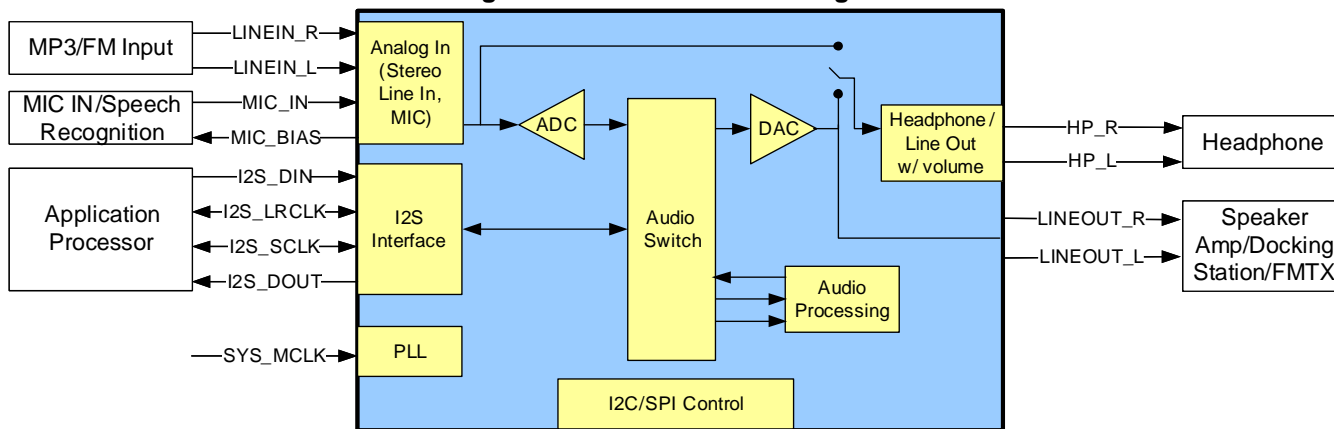 MP3/FM Input
LINEIN_R
LINEIN_L
MIC IN/Speech
Recognition
MIC_IN
MIC_BIAS
Application
Processor
I2S_DIN
I2S_LRCLK
I2S_SCLK
I2S_DOUT
SYS_MCLK
Analog In
(Stereo
Line In,
MIC)
I2S
Interface
PLL
ADC
Audio
Switch
DAC
Audio
Processing
I2C/SPI Control
Headphone /
Line Out
w/ volume
HP_R
HP_L
Headphone
LINEOUT_R
LINEOUT_L
Speaker
Amp/Docking
Station/FMTX